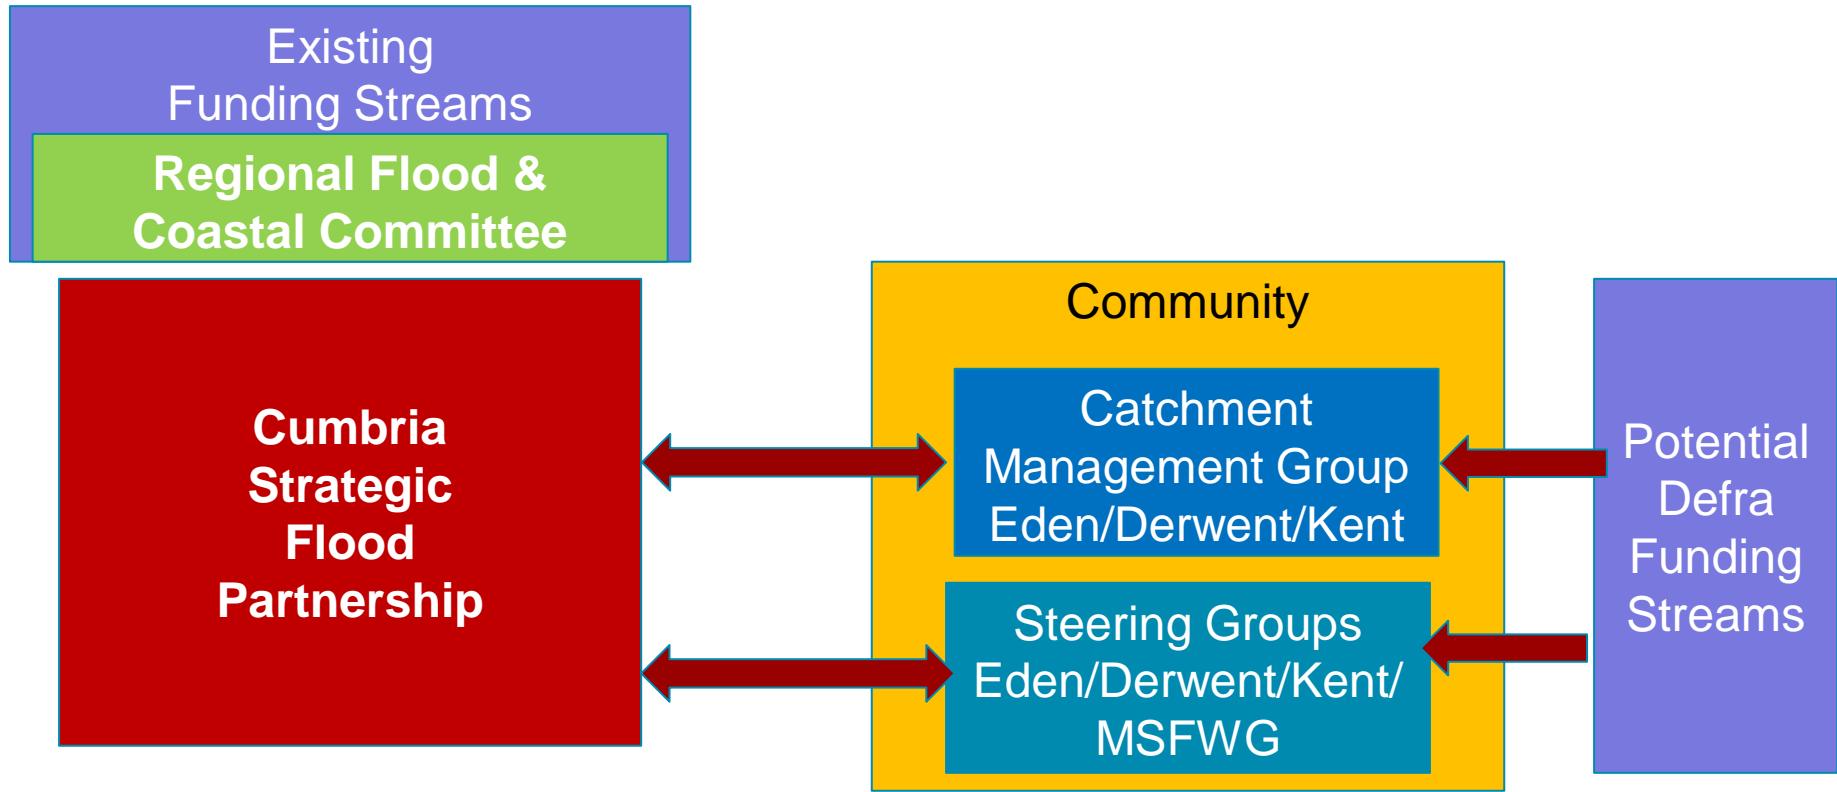 Existing
Funding Streams
Regional Flood &
Coastal Committee
Cumbria
Strategic
Flood
Partnership
Community
Catchment
Management Group
Eden/Derwent/Kent
Steering Groups
Eden/Derwent/Kent/
MSFWG
Potential
Defra
Funding
Streams